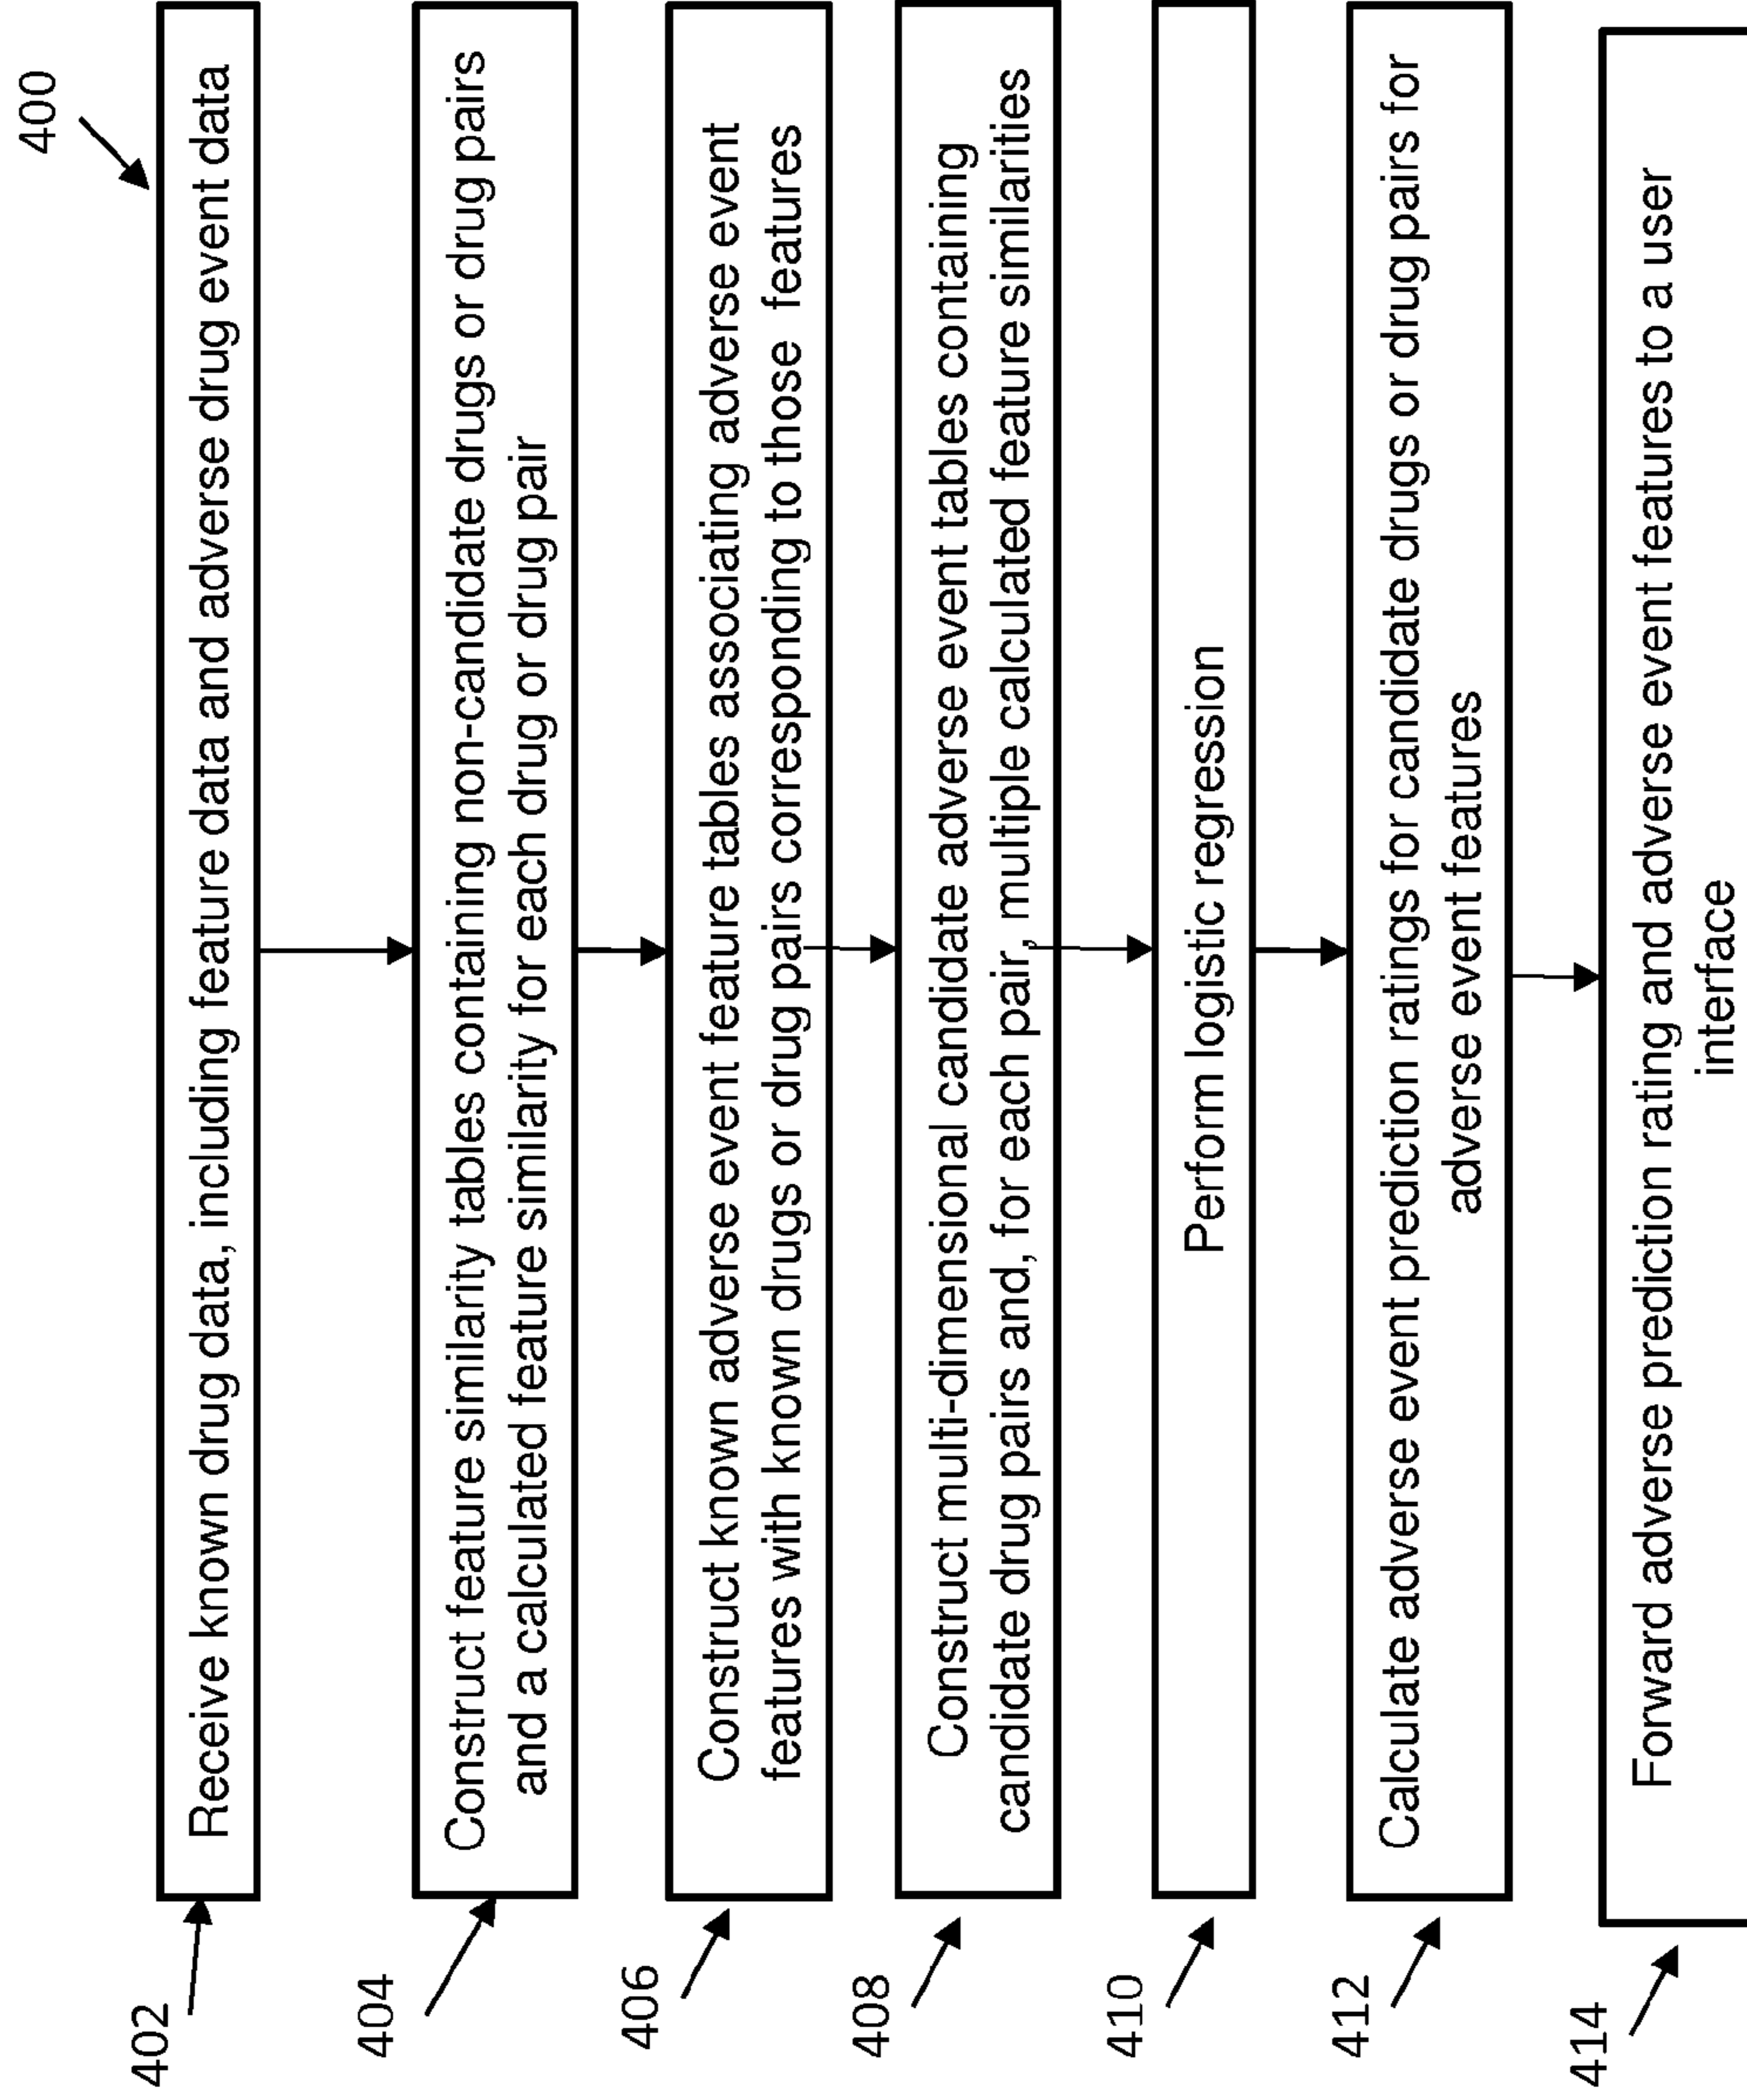 400
402
Receive known drug data, including feature data and adverse drug event data
404
Construct feature similarity tables containing non-candidate drugs or drug pairs
and a calculated feature similarity for each drug or drug pair
406
Construct known adverse event feature tables associating adverse event
features with known drugs or drug pairs corresponding to those features
408
Construct multi-dimensional candidate adverse event tables containing
candidate drug pairs and, for each pair, multiple calculated feature similarities
410
Perform logistic regression
412
Calculate adverse event prediction ratings for candidate drugs or drug pairs for
adverse event features
414
Forward adverse prediction rating and adverse event features to a user
interface